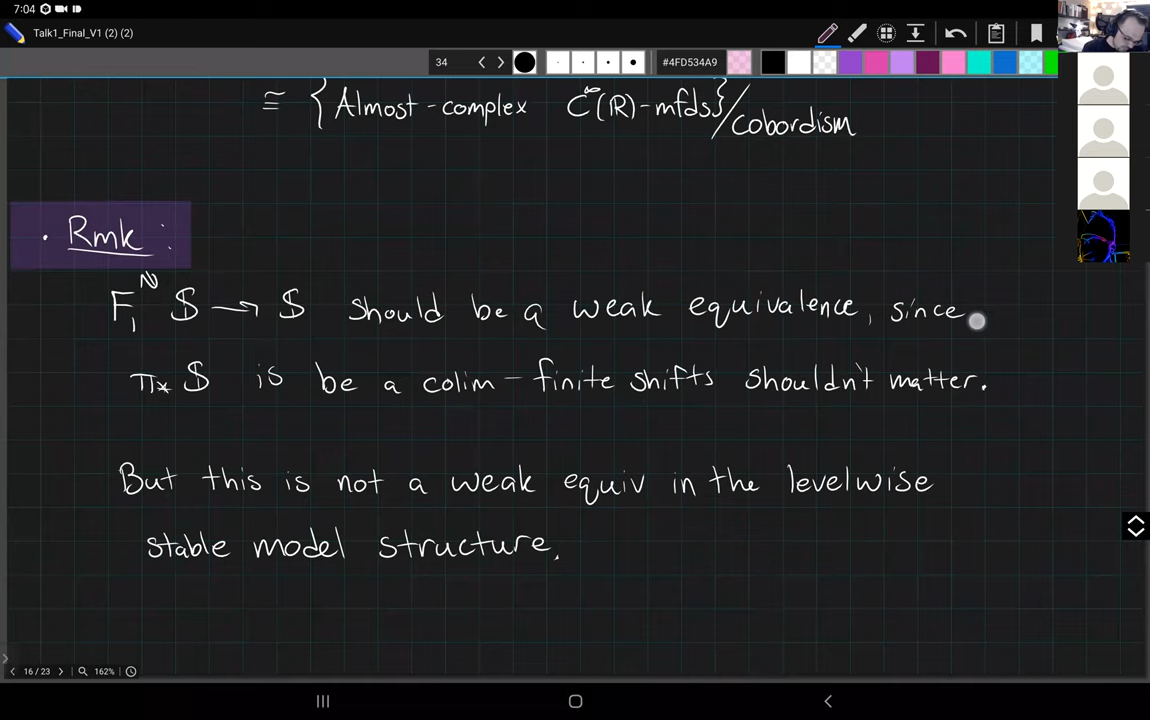 7:04
Talk1_Final_V1 (2) (2)
34
#4FD534A9
≅ {Almost-complex C^∞(ℝ)-mfds}/cobordism
· Rmk :
F₁^ℕ $ → $ should be a weak equivalence, since
π_* $ is be a colim - finite shifts shouldn't matter.
But this is not a weak equiv in the levelwise
stable model structure.
16 / 23
162%